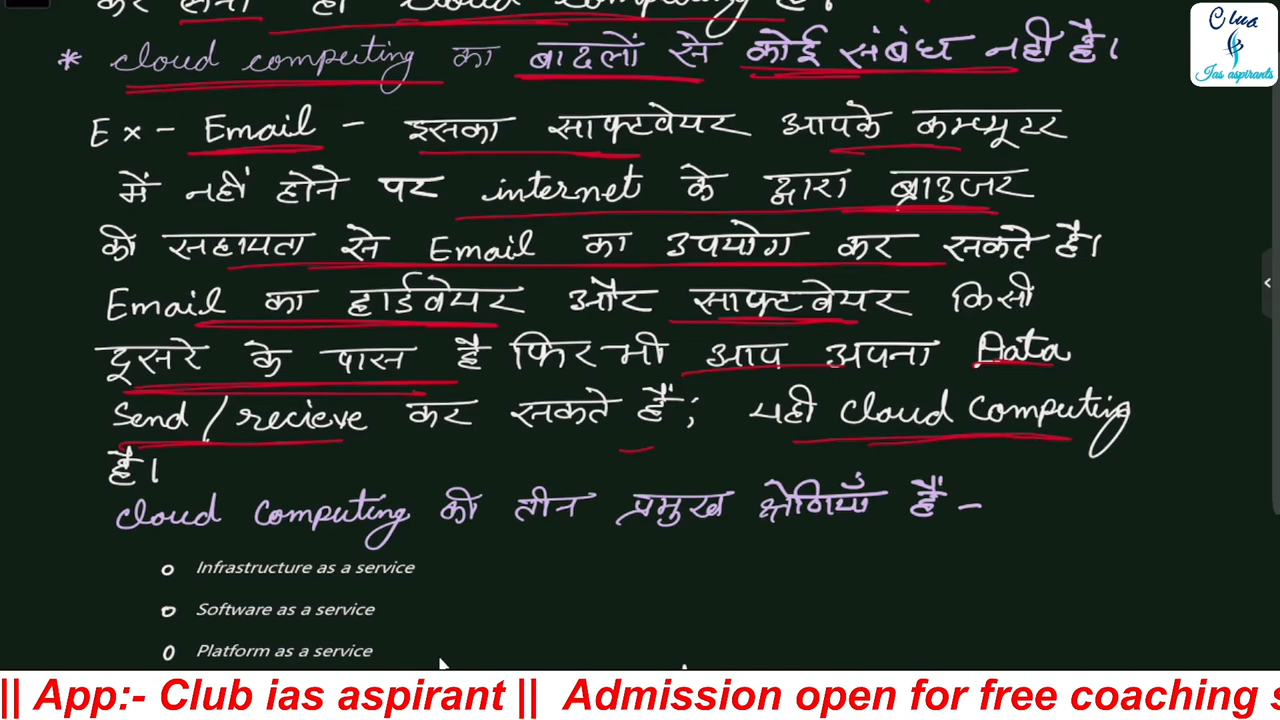 कर लेना ही cloud computing है।
* cloud computing का बादलों से कोई संबंध नही है।
Club
Ias aspirants
Ex - Email - इसका साफ्टवेयर आपके कम्प्यूटर
में नहीं होने पर internet के द्वारा ब्राउजर
की सहायता से Email का उपयोग कर सकते है।
Email का हार्डवेयर और साफ्टवेयर किसी
दूसरे के पास है फिर भी आप अपना Data
Send/recieve कर सकते हैं; यही cloud computing
है।
cloud computing की तीन प्रमुख श्रेणियाँ हैं -
Infrastructure as a service
Software as a service
Platform as a service
|| App:- Club ias aspirant || Admission open for free coaching s